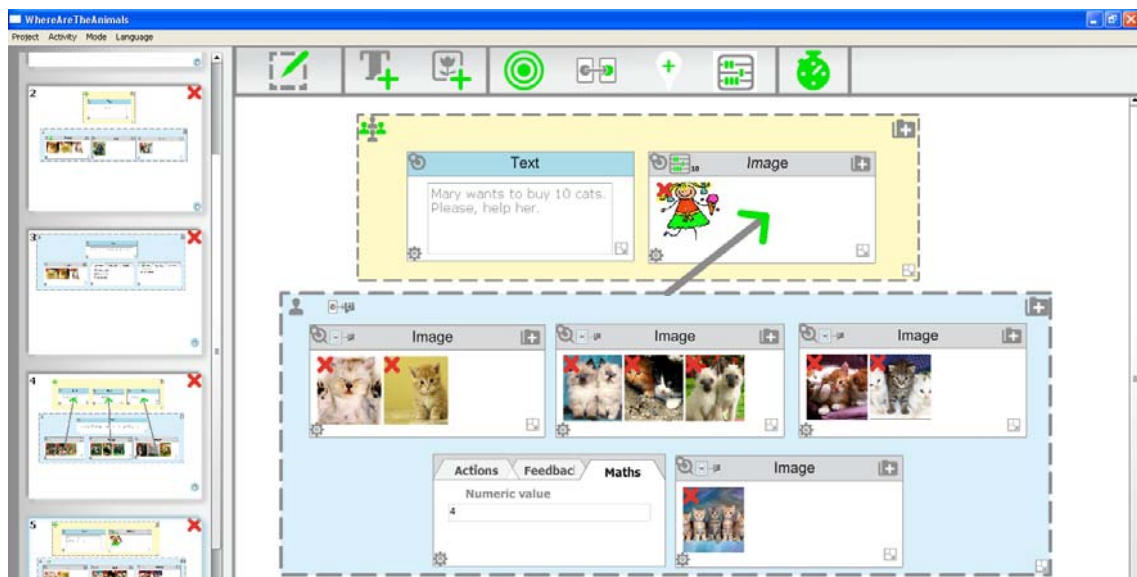 WhereAreTheAnimals
Project Activity Mode Language
2
3
4
5
Text
Mary wants to buy 10 cats.
Please, help her.
10
Image
Image
Image
Image
Actions
Feedbac
Maths
Numeric value
4
Image